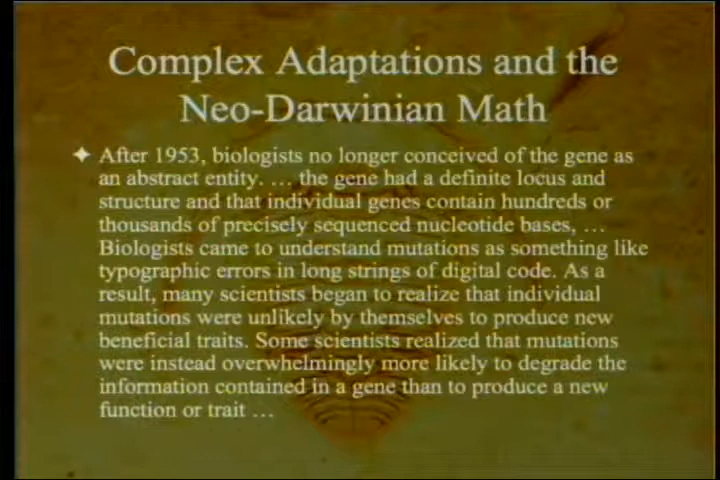 Complex Adaptations and the
Neo-Darwinian Math
After 1953, biologists no longer conceived of the gene as
an abstract entity. … the gene had a definite locus and
structure and that individual genes contain hundreds or
thousands of precisely sequenced nucleotide bases, …
Biologists came to understand mutations as something like
typographic errors in long strings of digital code. As a
result, many scientists began to realize that individual
mutations were unlikely by themselves to produce new
beneficial traits. Some scientists realized that mutations
were instead overwhelmingly more likely to degrade the
information contained in a gene than to produce a new
function or trait …